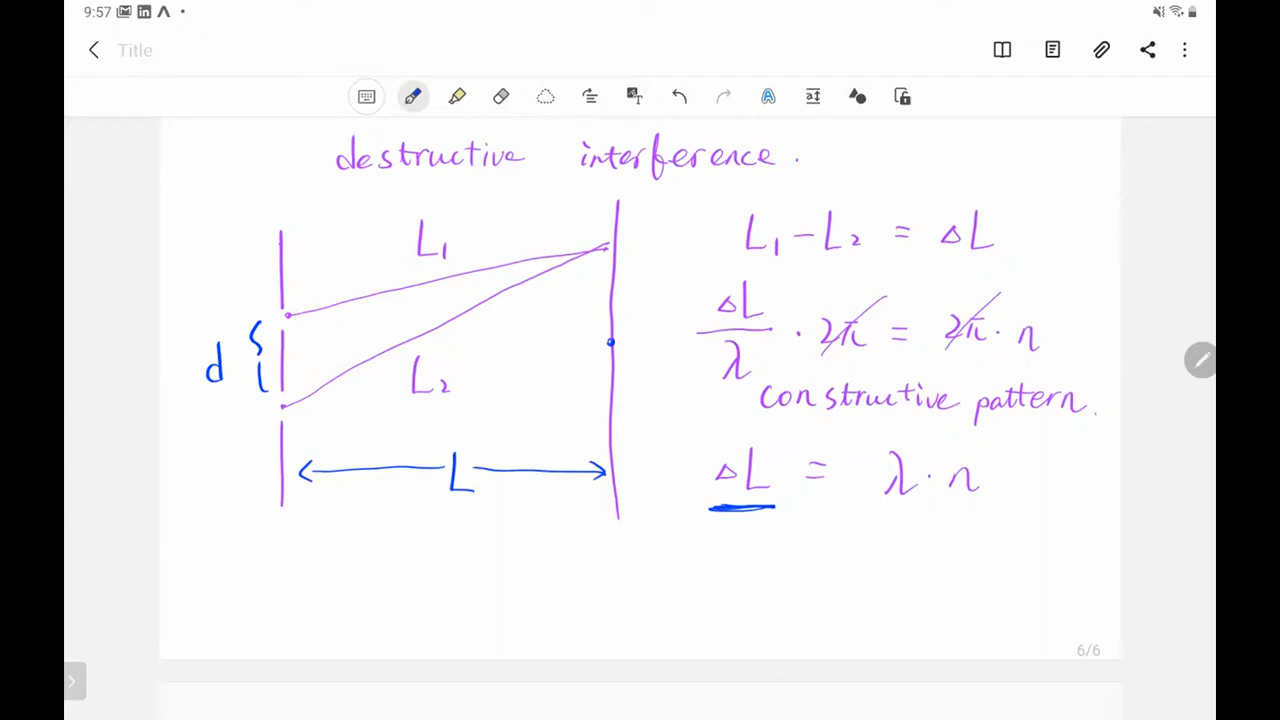 9:57
Title
destructive interference.
L₁
L₁ - L₂ = ΔL
ΔL/λ · 2π = 2π · n
d
L₂
constructive pattern.
L
ΔL = λ · n
6/6